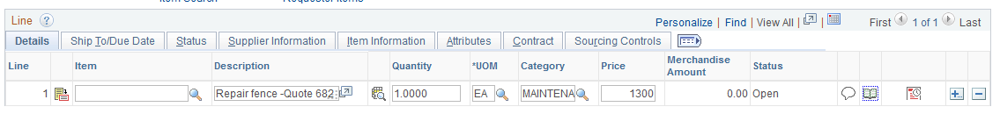 Line
Personalize | Find | View All | | First 1 of 1 Last
Details Ship To/Due Date Status Supplier Information Item Information Attributes Contract Sourcing Controls
Line Item Description Quantity *UOM Category Price Merchandise Amount Status
1 Repair fence -Quote 682 1.0000 EA MAINTENA 1300 0.00 Open